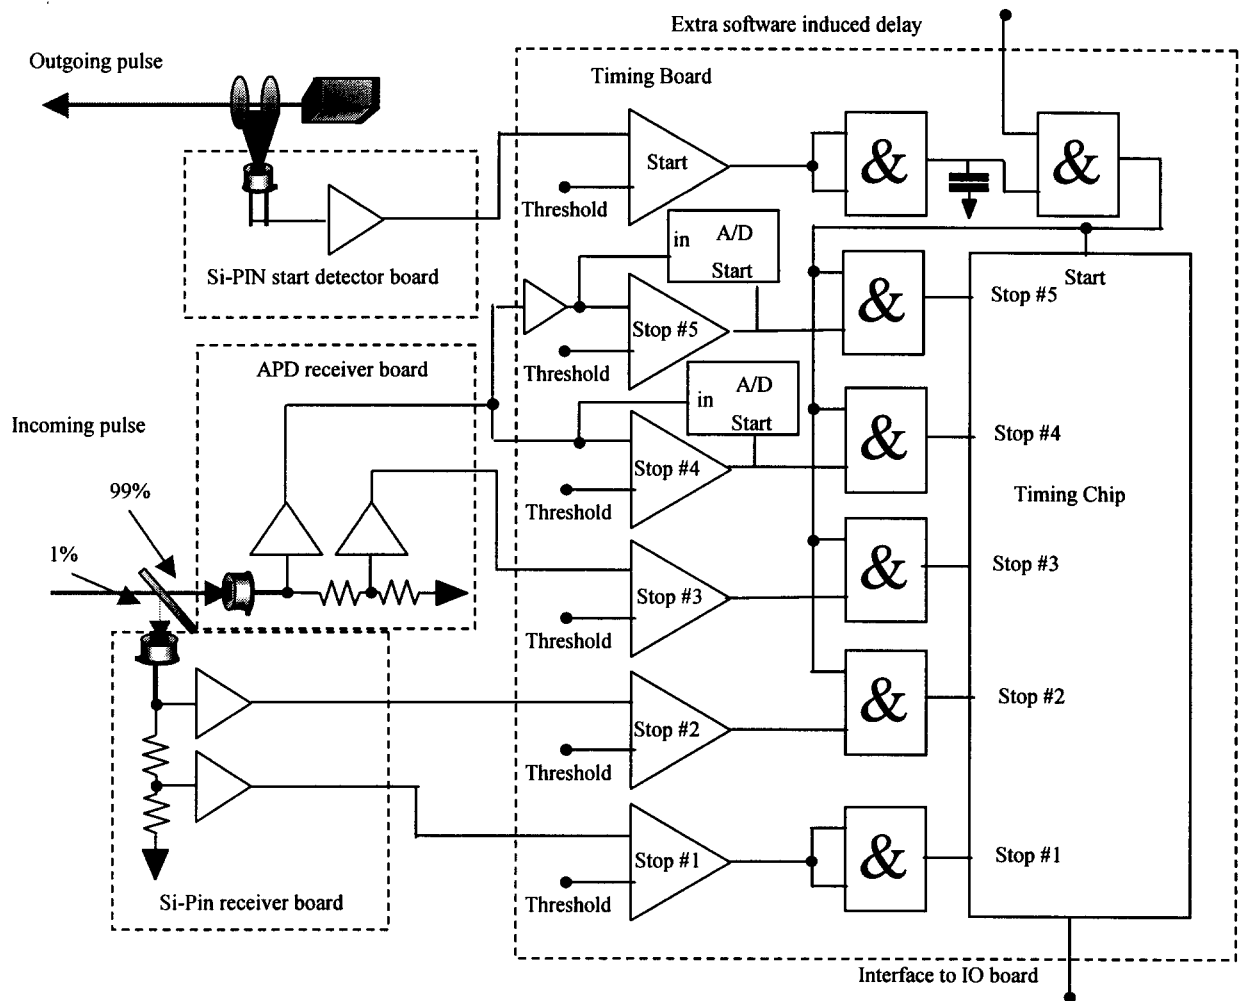 Extra software induced delay
Outgoing pulse
Timing Board
Start
&
&
Threshold
A/D
in
Start
Si-PIN start detector board
Start
Stop #5
&
Stop #5
Threshold
APD receiver board
A/D
in
Start
Incoming pulse
Stop #4
&
Stop #4
Threshold
Timing Chip
99%
1%
Stop #3
&
Stop #3
Threshold
Stop #2
&
Stop #2
Threshold
Stop #1
&
Stop #1
Threshold
Si-Pin receiver board
Interface to IO board